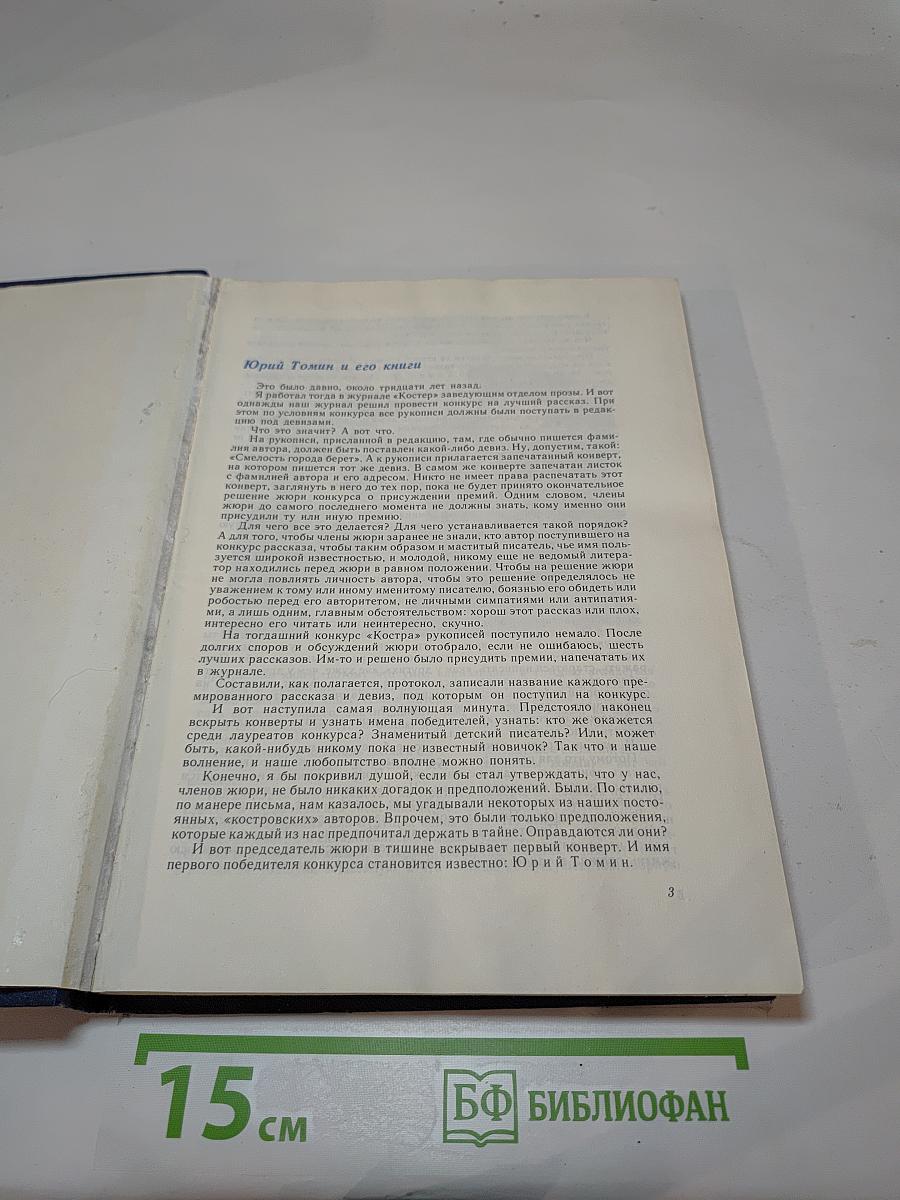 Юрий Томин и его книги
Это было давно, около тридцати лет назад.
Я работал тогда в журнале «Костер» заведующим отделом прозы. И вот
однажды наш журнал решил провести конкурс на лучший рассказ. При
этом по условиям конкурса все рукописи должны были поступать в редак-
цию под девизами.
Что это значит? А вот что.
На рукописи, присланной в редакцию, там, где обычно пишется фами-
лия автора, должен быть поставлен какой-либо девиз. Ну, допустим, такой:
«Смелость города берет». А к рукописи прилагается запечатанный конверт,
на котором пишется тот же девиз. В самом же конверте запечатан листок
с фамилией автора и его адресом. Никто не имеет права распечатать этот
конверт, заглянуть в него до тех пор, пока не будет принято окончательное
решение жюри конкурса о присуждении премий. Одним словом, члены
жюри до самого последнего момента не должны знать, кому именно они
присудили ту или иную премию.
Для чего все это делается? Для чего устанавливается такой порядок?
А для того, чтобы члены жюри заранее не знали, кто автор поступившего на
конкурс рассказа, чтобы таким образом и маститый писатель, чье имя поль-
зуется широкой известностью, и молодой, никому еще не ведомый литера-
тор находились перед жюри в равном положении. Чтобы на решение жюри
не могла повлиять личность автора, чтобы это решение определялось не
уважением к тому или иному именитому писателю, боязнью его обидеть или
робостью перед его авторитетом, не личными симпатиями или антипатия-
ми, а лишь одним, главным обстоятельством: хорош этот рассказ или плох,
интересно его читать или неинтересно, скучно.
На тогдашний конкурс «Костра» рукописей поступило немало. После
долгих споров и обсуждений жюри отобрало, если не ошибаюсь, шесть
лучших рассказов. Им-то и решено было присудить премии, напечатать их
в журнале.
Составили, как полагается, протокол, записали название каждого пре-
мированного рассказа и девиз, под которым он поступил на конкурс.
И вот наступила самая волнующая минута. Предстояло наконец
вскрыть конверты и узнать имена победителей, узнать: кто же окажется
среди лауреатов конкурса? Знаменитый детский писатель? Или, может
быть, какой-нибудь никому пока не известный новичок? Так что и наше
волнение, и наше любопытство вполне можно понять.
Конечно, я бы покривил душой, если бы стал утверждать, что у нас,
членов жюри, не было никаких догадок и предположений. Были. По стилю,
по манере письма, нам казалось, мы угадывали некоторых из наших посто-
янных, «костровских» авторов. Впрочем, это были только предположения,
которые каждый из нас предпочитал держать в тайне. Оправдаются ли они?
И вот председатель жюри в тишине вскрывает первый конверт. И имя
первого победителя конкурса становится известно: Юрий Томин.
3
15 см
БФ БИБЛИОФАН